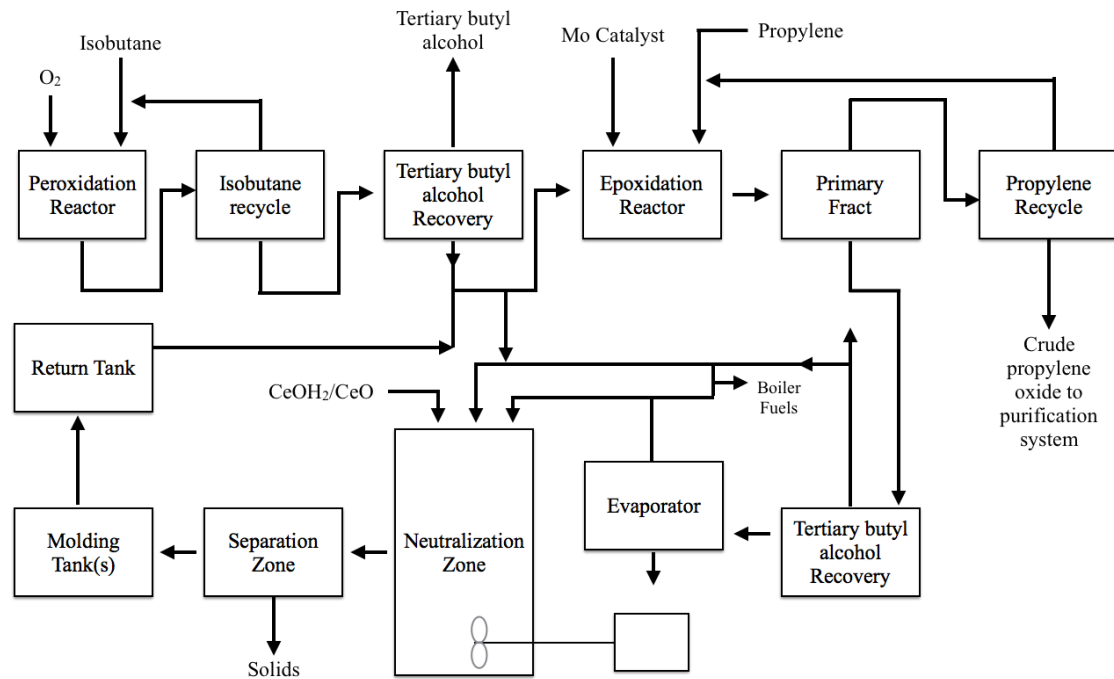 Tertiary butyl
alcohol
Isobutane
Mo Catalyst
Propylene
O₂
Peroxidation
Reactor
Isobutane
recycle
Tertiary butyl
alcohol
Recovery
Epoxidation
Reactor
Primary
Fract
Propylene
Recycle
Return Tank
CeOH₂/CeO
Boiler
Fuels
Crude
propylene
oxide to
purification
system
Molding
Tank(s)
Separation
Zone
Neutralization
Zone
Evaporator
Tertiary butyl
alcohol
Recovery
Solids